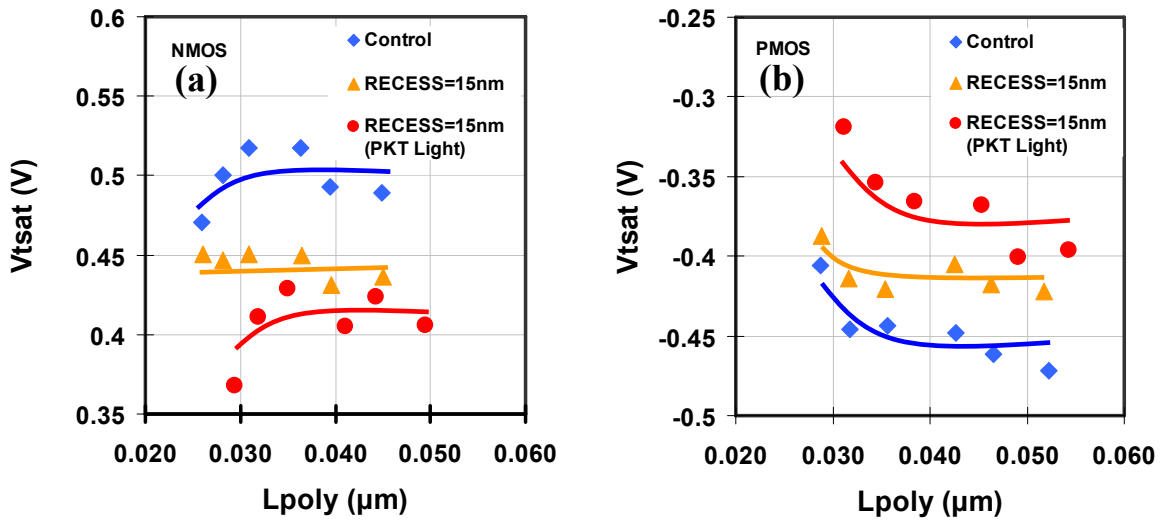 0.6
0.55
0.5
0.45
0.4
0.35
Vtsat (V)
NMOS
(a)
Control
RECESS=15nm
RECESS=15nm
(PKT Light)
0.020 0.030 0.040 0.050 0.060
Lpoly (µm)
-0.25
-0.3
-0.35
-0.4
-0.45
-0.5
Vtsat (V)
PMOS
(b)
Control
RECESS=15nm
RECESS=15nm
(PKT Light)
0.020 0.030 0.040 0.050 0.060
Lpoly (µm)